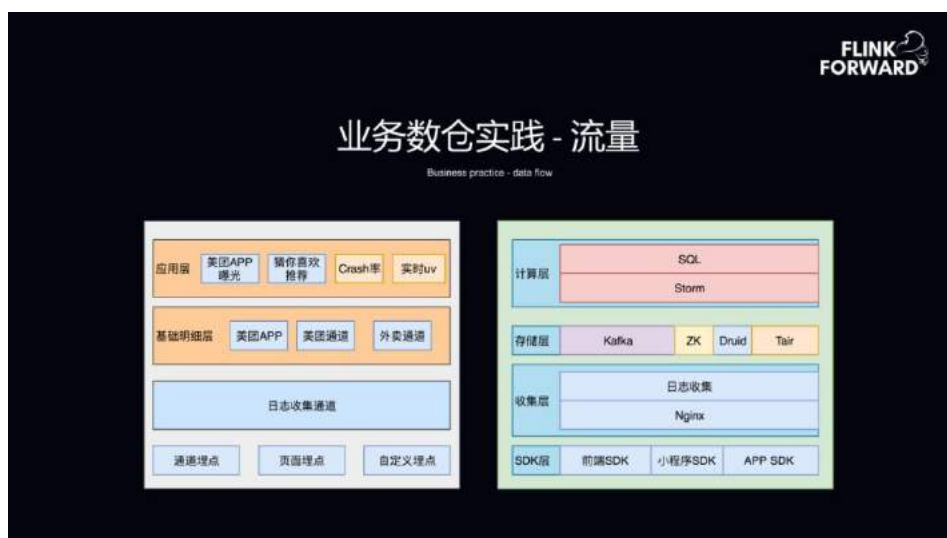 FLINK
FORWARD
业务数仓实践 - 流量
Business practice - data flow
应用层
美团APP
曝光
猜你喜欢
推荐
Crash率
实时uv
基础明细层
美团APP
美团通道
外卖通道
日志收集通道
通道埋点
页面埋点
自定义埋点
计算层
SQL
Storm
存储层
Kafka
ZK
Druid
Tair
收集层
日志收集
Nginx
SDK层
前端SDK
小程序SDK
APP SDK